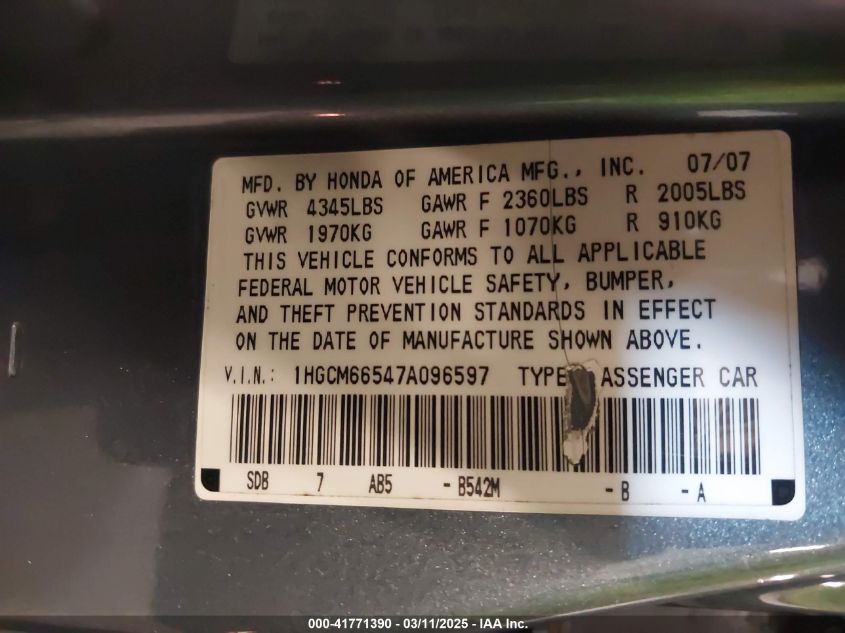 MFD. BY HONDA OF AMERICA MFG., INC. 07/07
GVWR 4345LBS GAWR F 2360LBS R 2005LBS
GVWR 1970KG GAWR F 1070KG R 910KG
THIS VEHICLE CONFORMS TO ALL APPLICABLE
FEDERAL MOTOR VEHICLE SAFETY, BUMPER,
AND THEFT PREVENTION STANDARDS IN EFFECT
ON THE DATE OF MANUFACTURE SHOWN ABOVE.
V.I.N.: 1HGCM66547A096597 TYPE ASSENGER CAR
SDB 7 AB5 - B542M - B - A
000-41771390 - 03/11/2025 - IAA Inc.